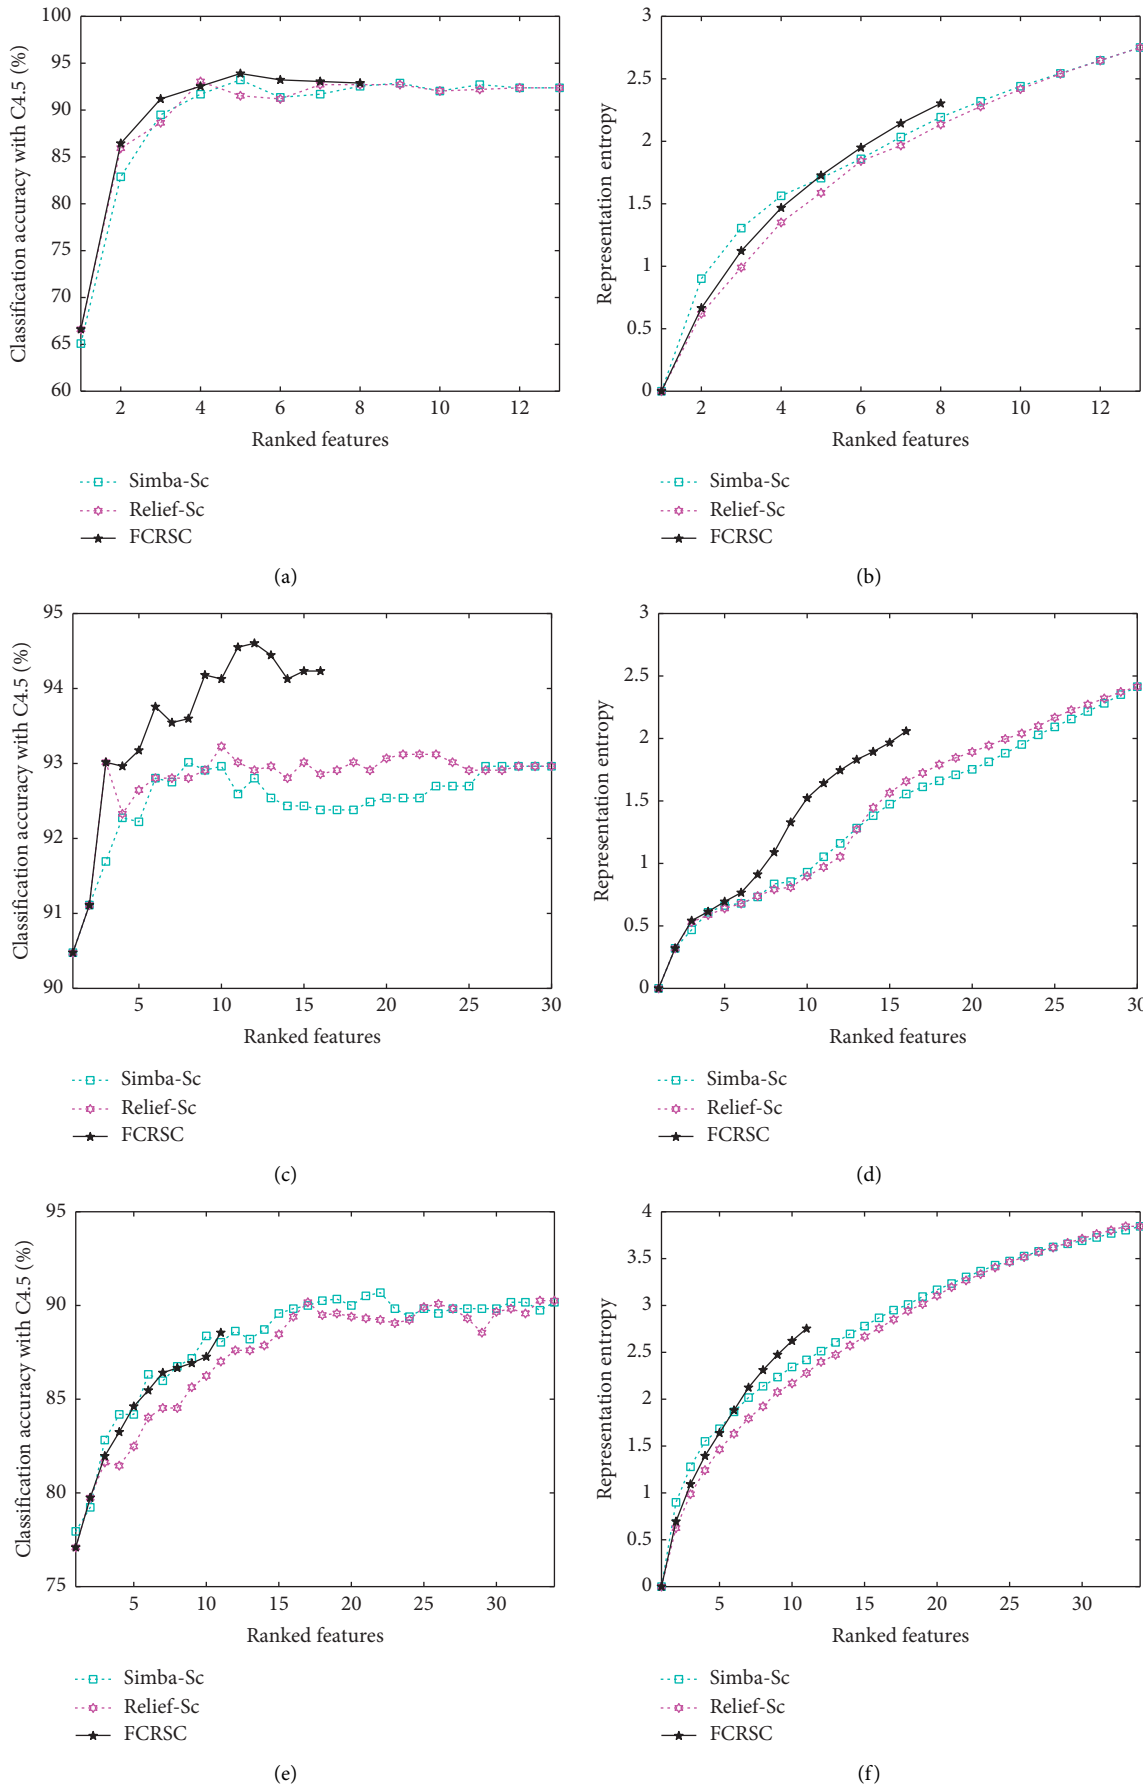 Classification accuracy with C4.5 (%)
100
95
90
85
80
75
70
65
60
2 4 6 8 10 12
Ranked features
Simba-Sc
Relief-Sc
FCRSC
(a)
Representation entropy
3
2.5
2
1.5
1
0.5
0
2 4 6 8 10 12
Ranked features
Simba-Sc
Relief-Sc
FCRSC
(b)
Classification accuracy with C4.5 (%)
95
94
93
92
91
90
5 10 15 20 25 30
Ranked features
Simba-Sc
Relief-Sc
FCRSC
(c)
Representation entropy
3
2.5
2
1.5
1
0.5
0
5 10 15 20 25 30
Ranked features
Simba-Sc
Relief-Sc
FCRSC
(d)
Classification accuracy with C4.5 (%)
95
90
85
80
75
5 10 15 20 25 30
Ranked features
Simba-Sc
Relief-Sc
FCRSC
(e)
Representation entropy
4
3.5
3
2.5
2
1.5
1
0.5
0
5 10 15 20 25 30
Ranked features
Simba-Sc
Relief-Sc
FCRSC
(f)